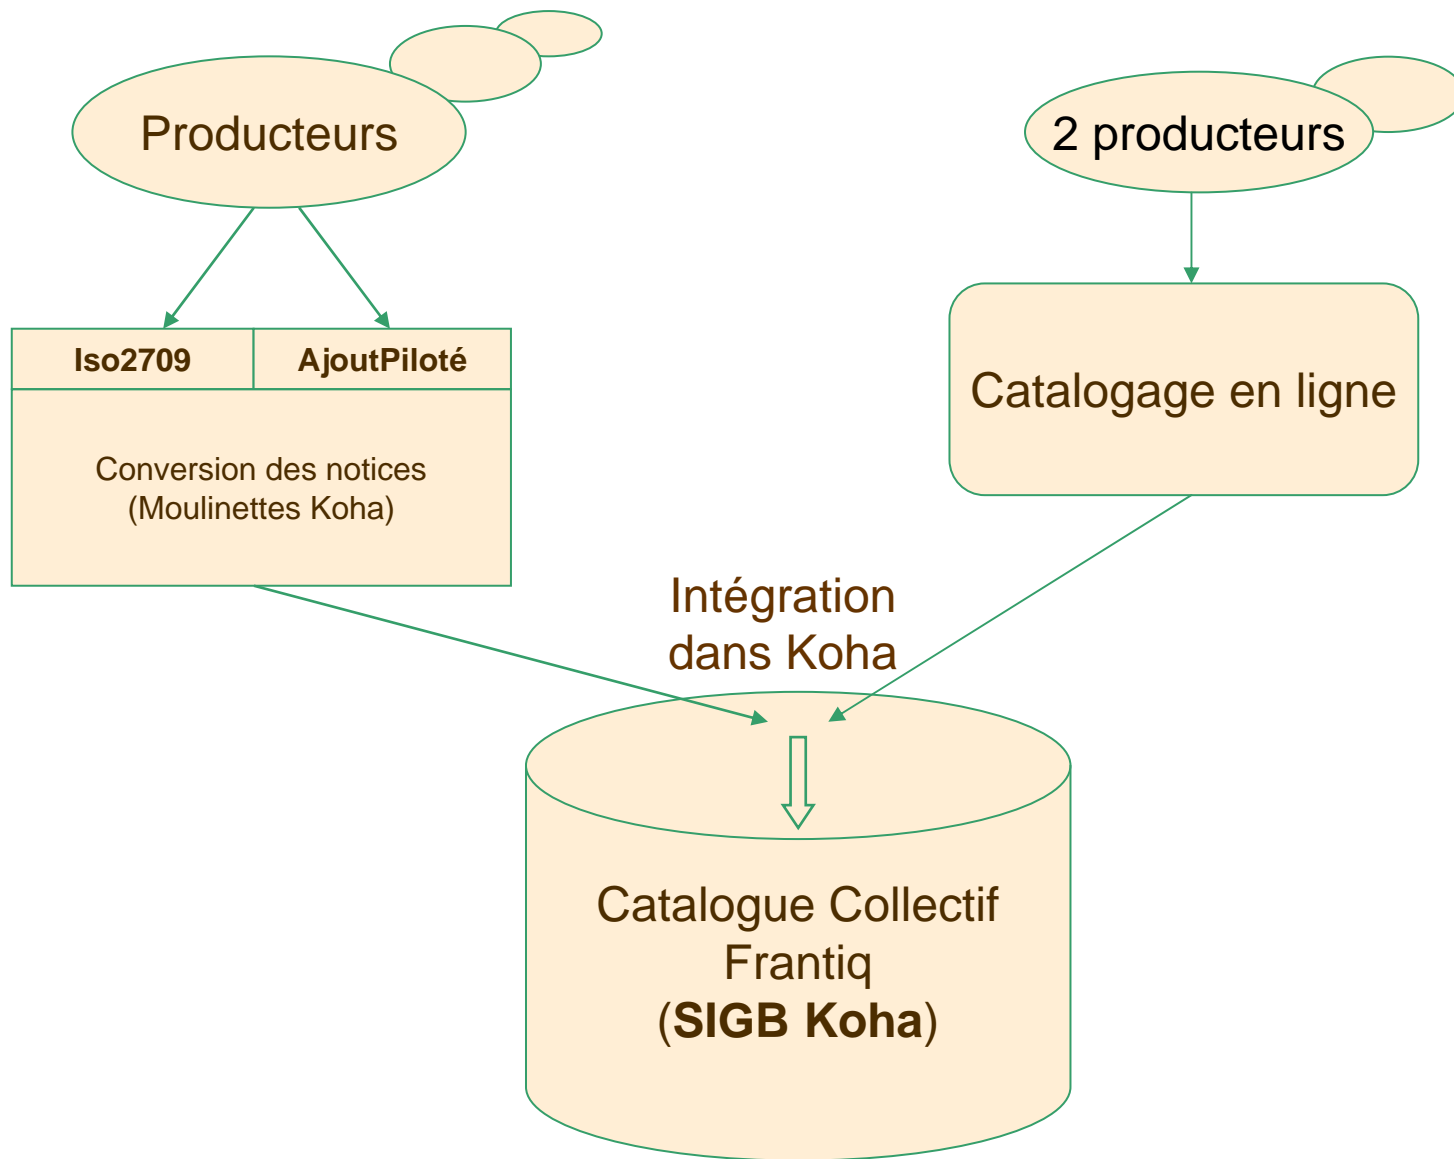 Producteurs
2 producteurs
Iso2709
AjoutPiloté
Catalogage en ligne
Conversion des notices
(Moulinettes Koha)
Intégration
dans Koha
Catalogue Collectif
Frantiq
(SIGB Koha)